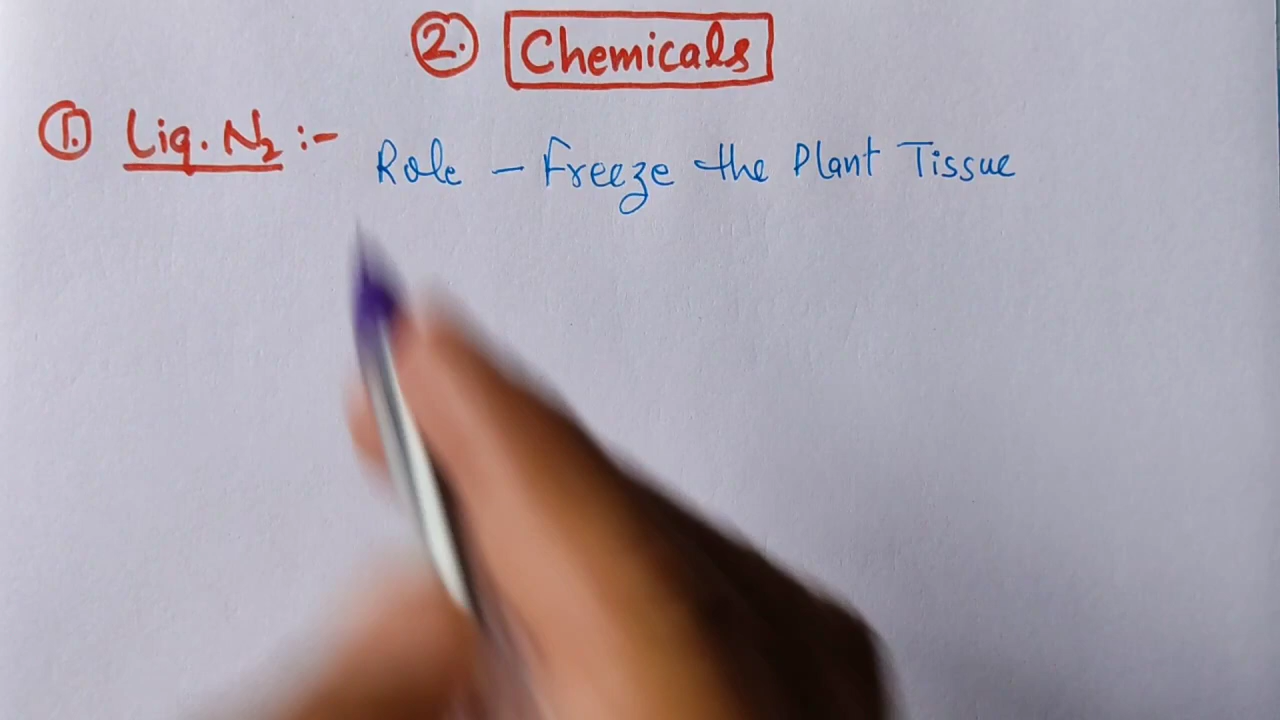 2. Chemicals
1. Liq. N2 :- Role - Freeze the Plant Tissue